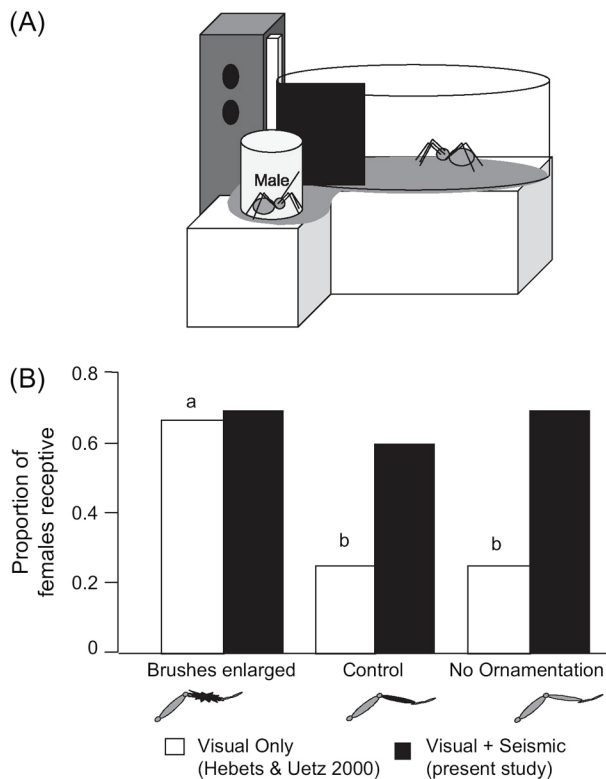 (A)
Male
(B)
Proportion of
females receptive
0.8
0.6
0.4
0.2
0
a
b
b
Brushes enlarged
Control
No Ornamentation
Visual Only
(Hebets & Uetz 2000)
Visual + Seismic
(present study)